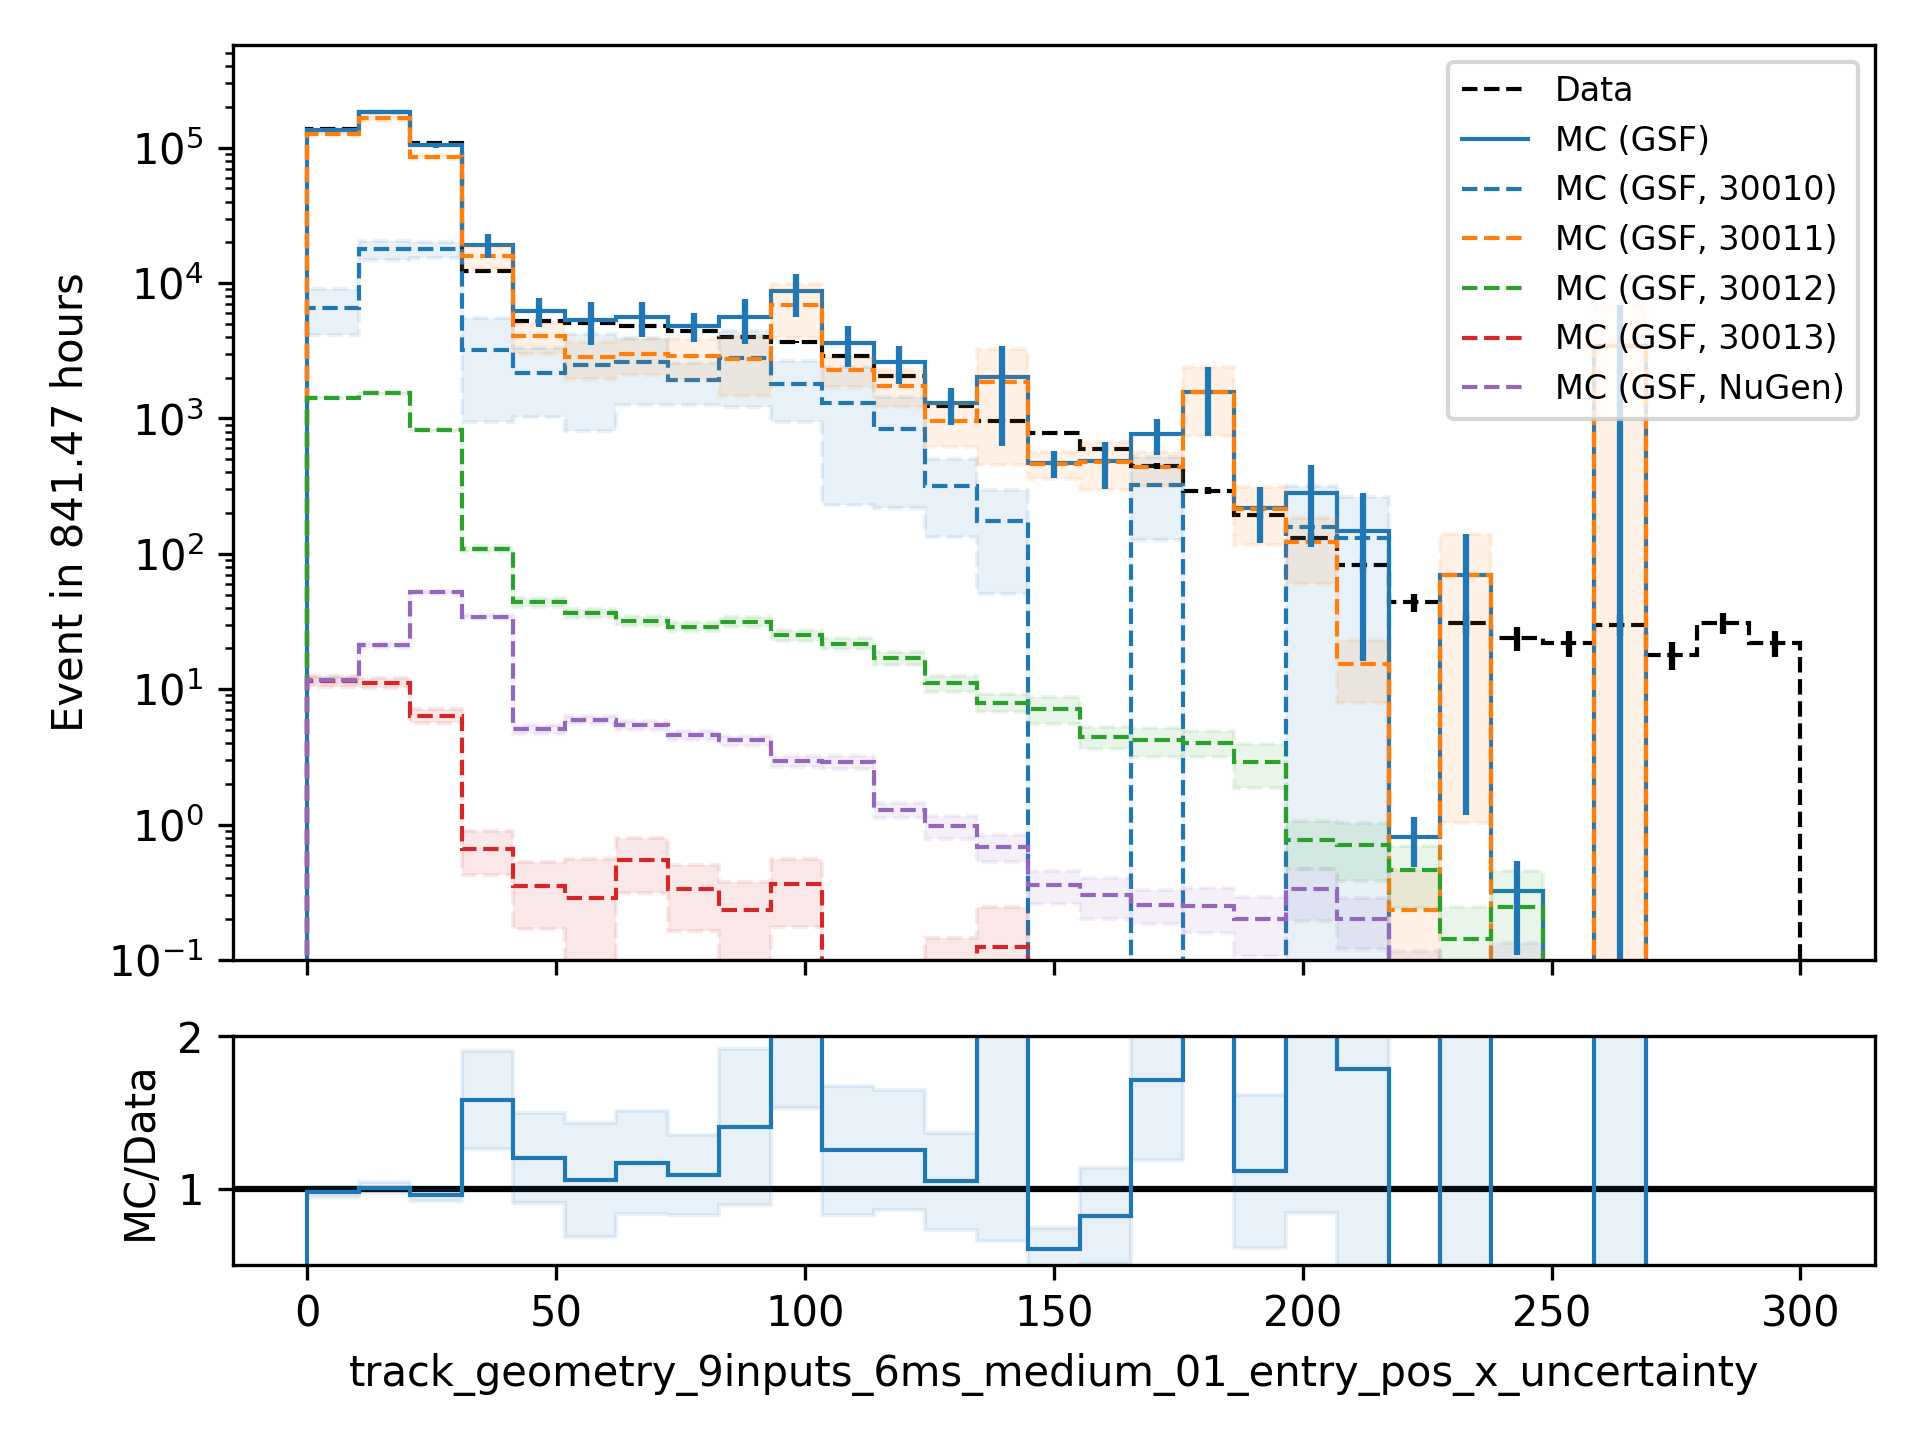 Event in 841.47 hours
10^5
10^4
10^3
10^2
10^1
10^0
10^−1
Data
MC (GSF)
MC (GSF, 30010)
MC (GSF, 30011)
MC (GSF, 30012)
MC (GSF, 30013)
MC (GSF, NuGen)
MC/Data
2
1
0 50 100 150 200 250 300
track_geometry_9inputs_6ms_medium_01_entry_pos_x_uncertainty